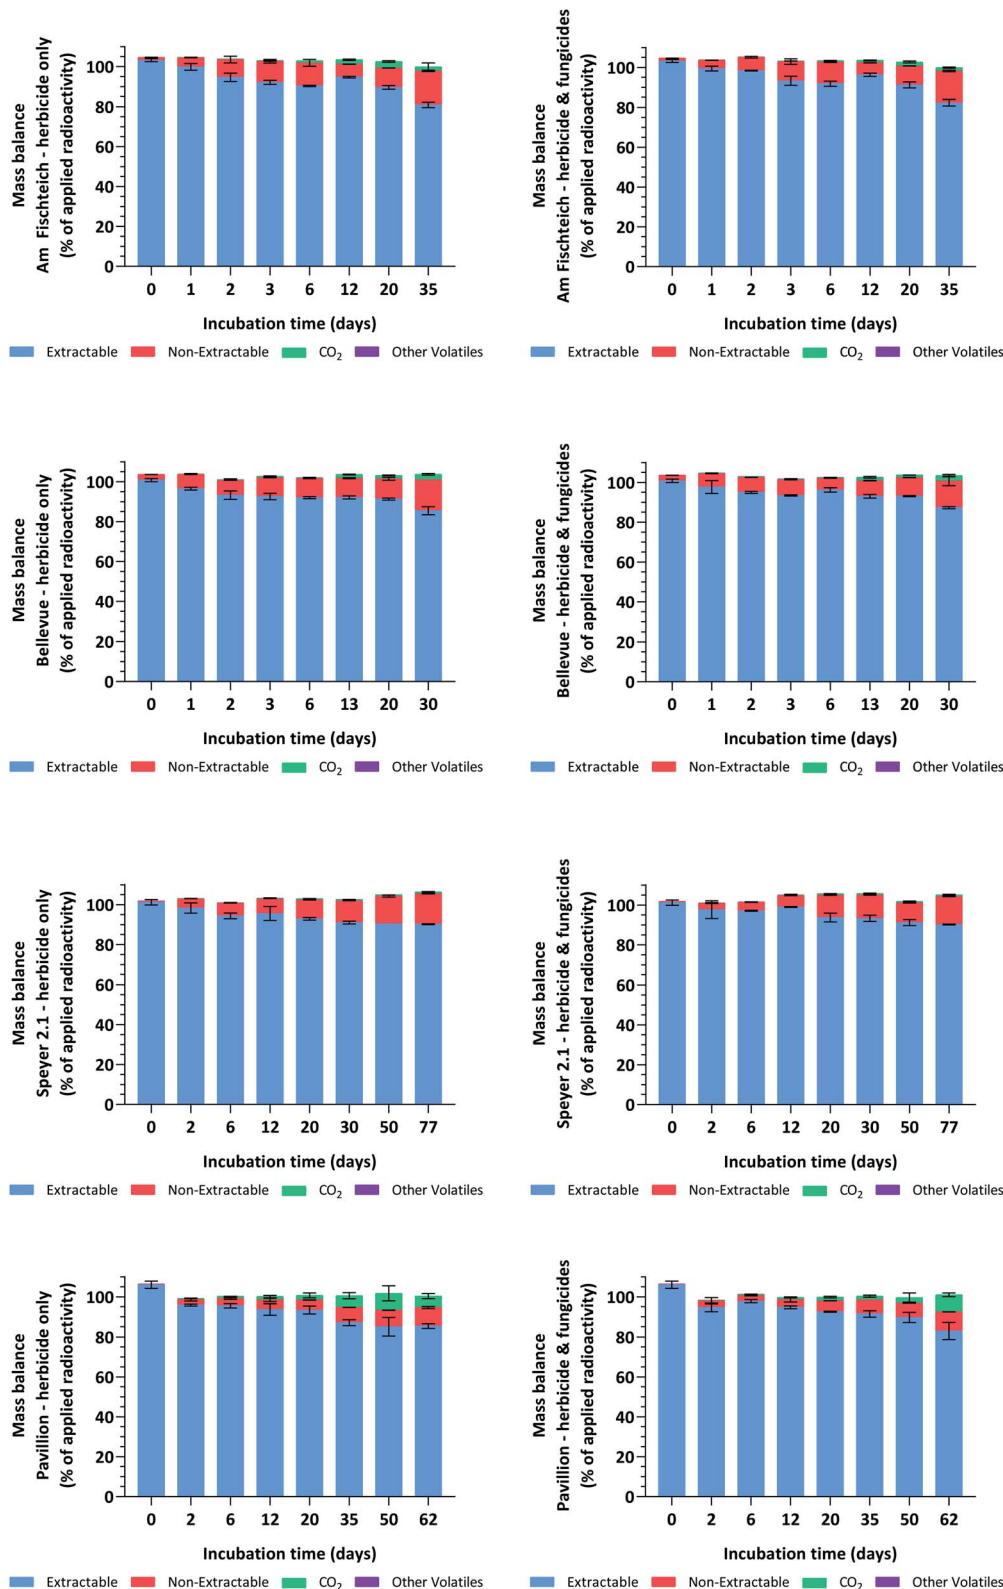 Mass balance
Am Fischteich - herbicide only
(% of applied radioactivity)
100
80
60
40
20
0
0 1 2 3 6 12 20 35
Incubation time (days)
Extractable Non-Extractable CO₂ Other Volatiles
Mass balance
Am Fischteich - herbicide & fungicides
(% of applied radioactivity)
100
80
60
40
20
0
0 1 2 3 6 12 20 35
Incubation time (days)
Extractable Non-Extractable CO₂ Other Volatiles
Mass balance
Bellevue - herbicide only
(% of applied radioactivity)
100
80
60
40
20
0
0 1 2 3 6 13 20 30
Incubation time (days)
Extractable Non-Extractable CO₂ Other Volatiles
Mass balance
Bellevue - herbicide & fungicides
(% of applied radioactivity)
100
80
60
40
20
0
0 1 2 3 6 13 20 30
Incubation time (days)
Extractable Non-Extractable CO₂ Other Volatiles
Mass balance
Speyer 2.1 - herbicide only
(% of applied radioactivity)
100
80
60
40
20
0
0 2 6 12 20 30 50 77
Incubation time (days)
Extractable Non-Extractable CO₂ Other Volatiles
Mass balance
Speyer 2.1 - herbicide & fungicides
(% of applied radioactivity)
100
80
60
40
20
0
0 2 6 12 20 30 50 77
Incubation time (days)
Extractable Non-Extractable CO₂ Other Volatiles
Mass balance
Pavillion - herbicide only
(% of applied radioactivity)
100
80
60
40
20
0
0 2 6 12 20 35 50 62
Incubation time (days)
Extractable Non-Extractable CO₂ Other Volatiles
Mass balance
Pavillion - herbicide & fungicides
(% of applied radioactivity)
100
80
60
40
20
0
0 2 6 12 20 35 50 62
Incubation time (days)
Extractable Non-Extractable CO₂ Other Volatiles